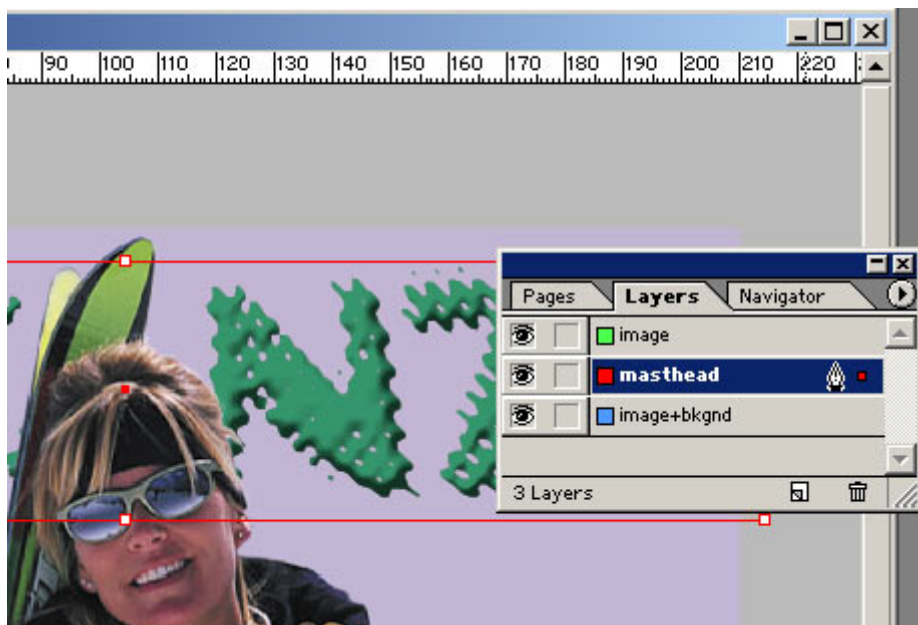 90 100 110 120 130 140 150 160 170 180 190 200 210 220
NZ
Pages Layers Navigator
image
masthead
image+bkgnd
3 Layers